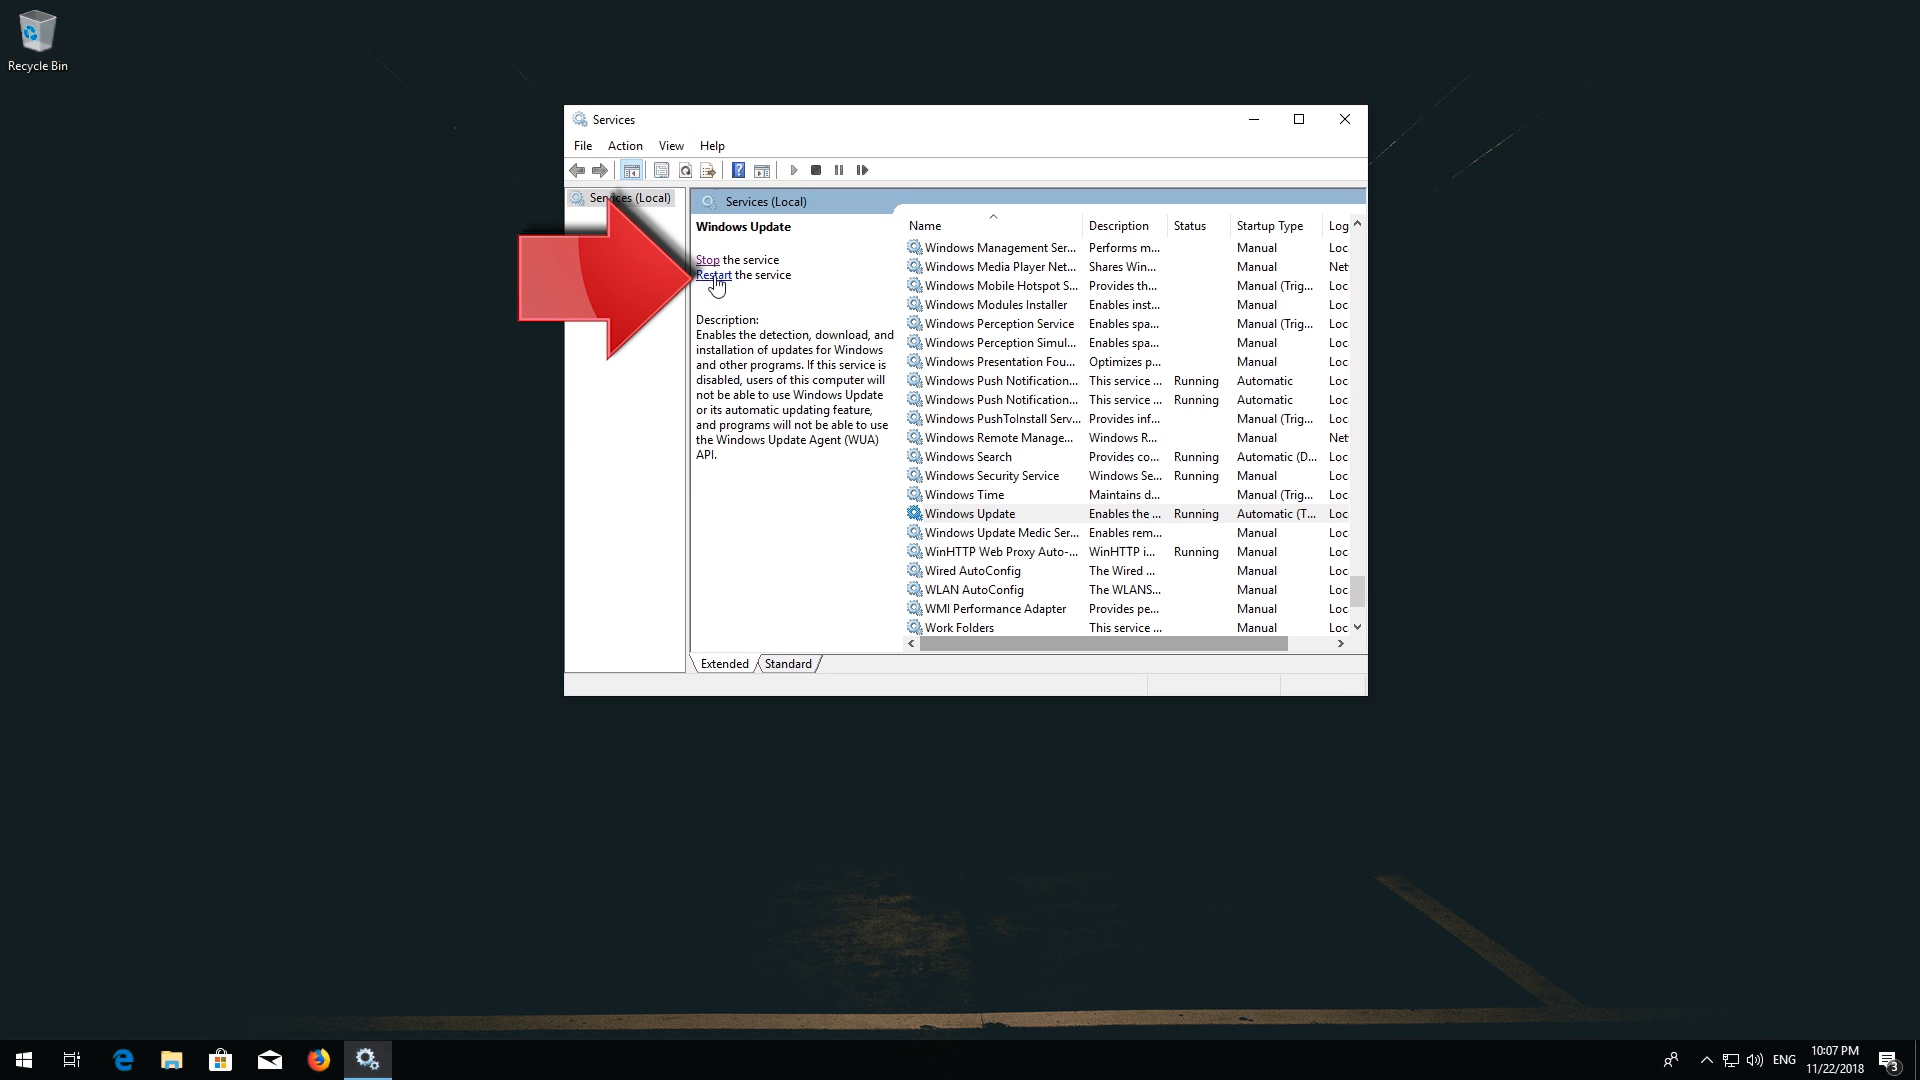 Recycle Bin
Services
File Action View Help
Services (Local)
Services (Local)
Windows Update
Stop the service
Restart the service
Description:
Enables the detection, download, and
installation of updates for Windows
and other programs. If this service is
disabled, users of this computer will
not be able to use Windows Update
or its automatic updating feature,
and programs will not be able to use
the Windows Update Agent (WUA)
API.
Name Description Status Startup Type Log
Windows Management Ser... Performs m... Manual Loc
Windows Media Player Net... Shares Win... Manual Net
Windows Mobile Hotspot S... Provides th... Manual (Trig... Loc
Windows Modules Installer Enables inst... Manual Loc
Windows Perception Service Enables spa... Manual (Trig... Loc
Windows Perception Simul... Enables spa... Manual Loc
Windows Presentation Fou... Optimizes p... Manual Loc
Windows Push Notification... This service ... Running Automatic Loc
Windows Push Notification... This service ... Running Automatic Loc
Windows PushToInstall Serv... Provides inf... Manual (Trig... Loc
Windows Remote Manage... Windows R... Manual Net
Windows Search Provides co... Running Automatic (D... Loc
Windows Security Service Windows Se... Running Manual Loc
Windows Time Maintains d... Manual (Trig... Loc
Windows Update Enables the ... Running Automatic (T... Loc
Windows Update Medic Ser... Enables rem... Manual Loc
WinHTTP Web Proxy Auto-... WinHTTP i... Running Manual Loc
Wired AutoConfig The Wired ... Manual Loc
WLAN AutoConfig The WLANS... Manual Loc
WMI Performance Adapter Provides pe... Manual Loc
Work Folders This service ... Manual Loc
Extended Standard
ENG
10:07 PM
11/22/2018
3